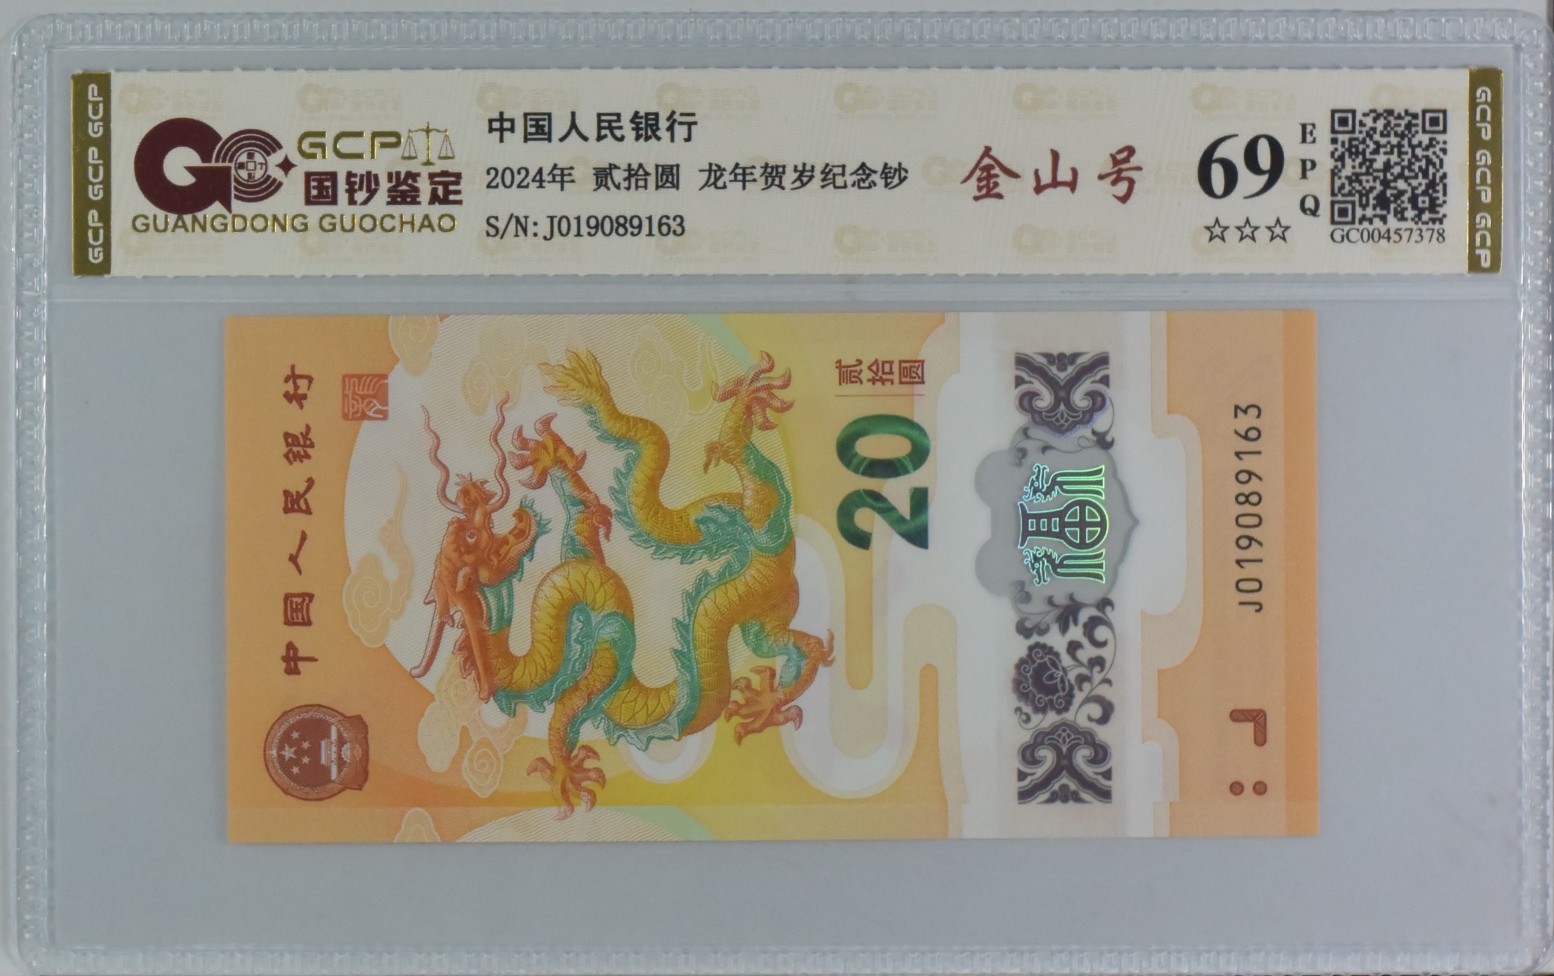 GCP GCP GCP
GCP
国钞鉴定
GUANGDONG GUOCHAO
中国人民银行
2024年 贰拾圆 龙年贺岁纪念钞
S/N:J019089163
金山号
69
EPQ
☆☆☆
GC00457378
GCP GCP GCP
中国人民银行
贰拾圆
20
J019089163